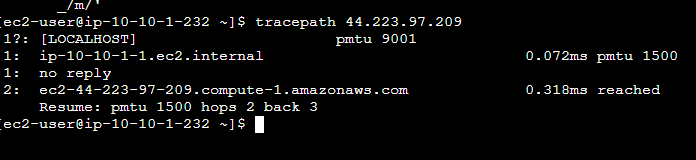 _/m/'
[ec2-user@ip-10-10-1-232 ~]$ tracepath 44.223.97.209
1?: [LOCALHOST] pmtu 9001
1: ip-10-10-1-1.ec2.internal 0.072ms pmtu 1500
1: no reply
2: ec2-44-223-97-209.compute-1.amazonaws.com 0.318ms reached
Resume: pmtu 1500 hops 2 back 3
[ec2-user@ip-10-10-1-232 ~]$